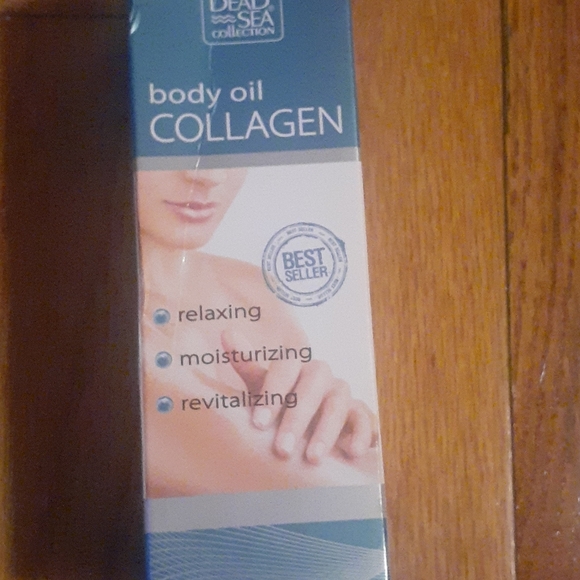 DEAD
SEA
COLLECTION
body oil
COLLAGEN
BEST
SELLER
relaxing
moisturizing
revitalizing